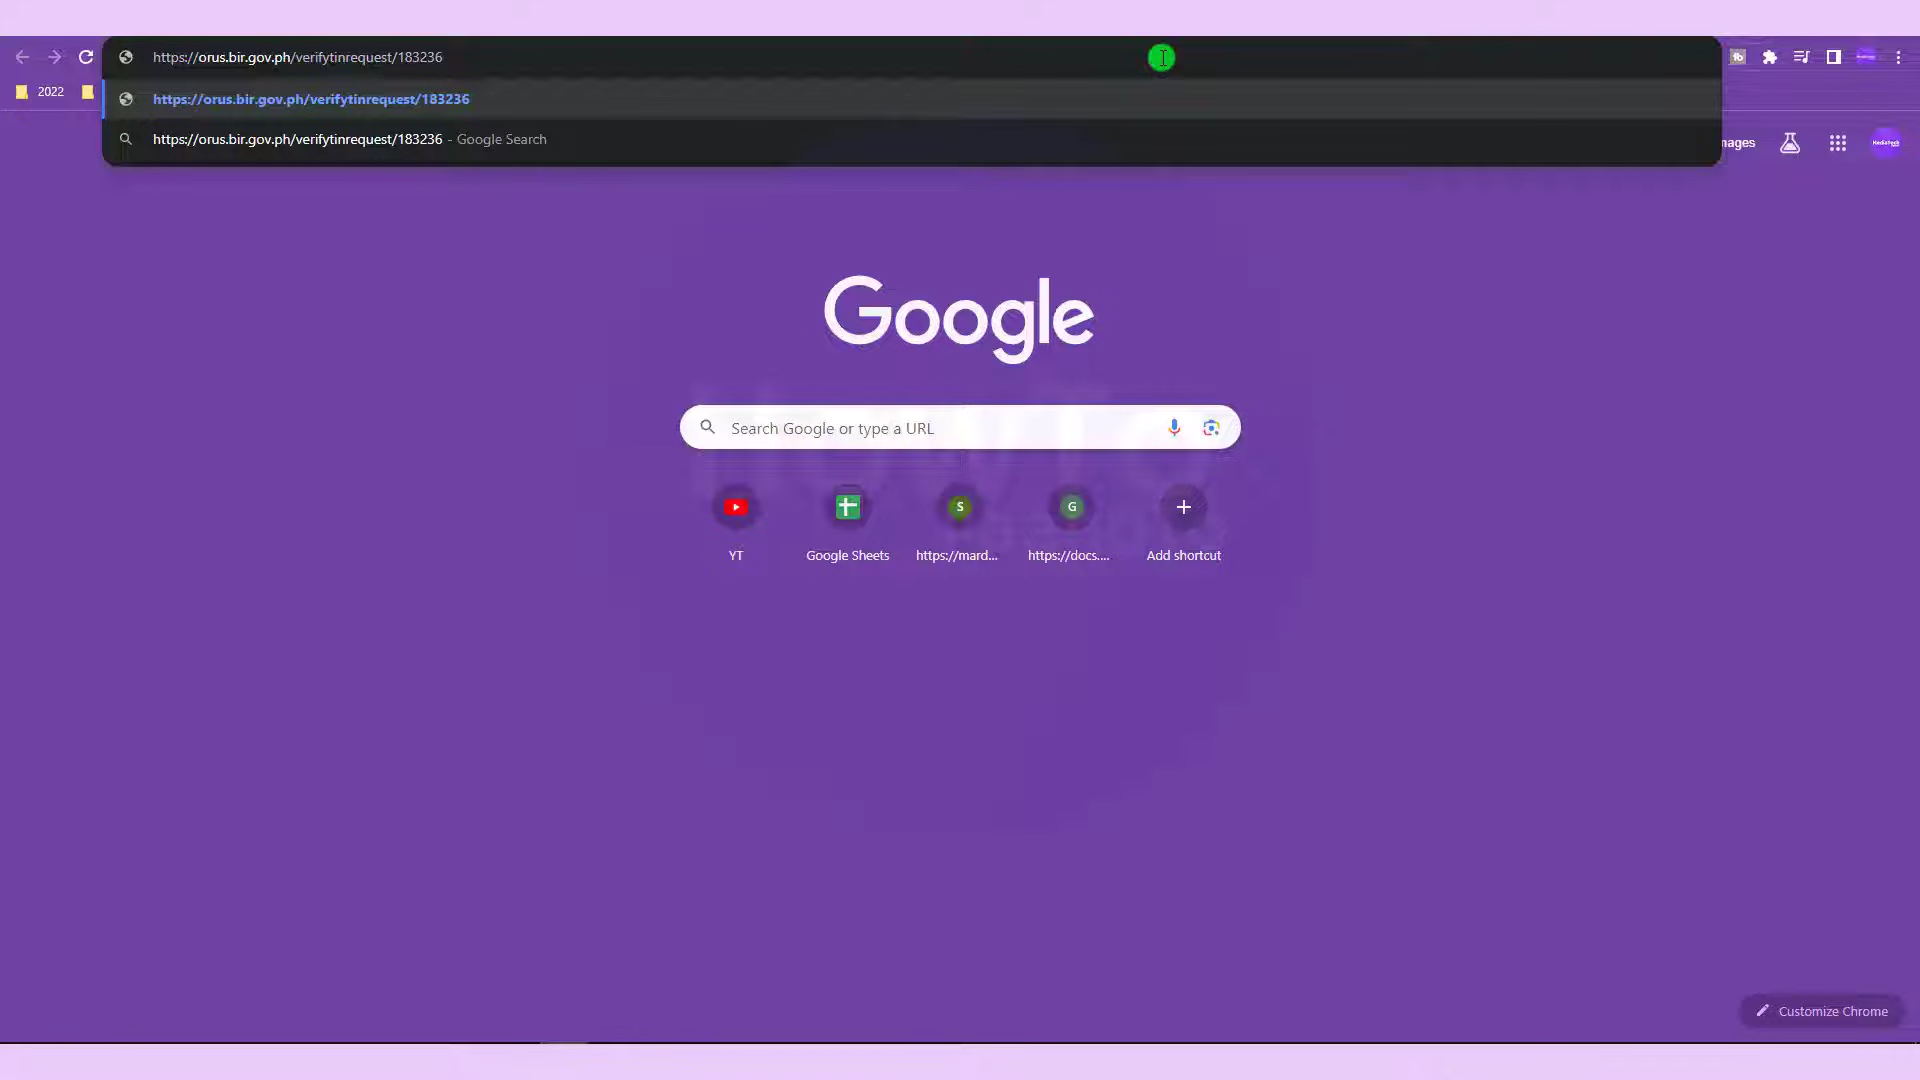 https://orus.bir.gov.ph/verifytinrequest/183236
2022
https://orus.bir.gov.ph/verifytinrequest/183236
https://orus.bir.gov.ph/verifytinrequest/183236 - Google Search
mages
Google
Search Google or type a URL
S
G
YT
Google Sheets
https://mard...
https://docs....
Add shortcut
Customize Chrome